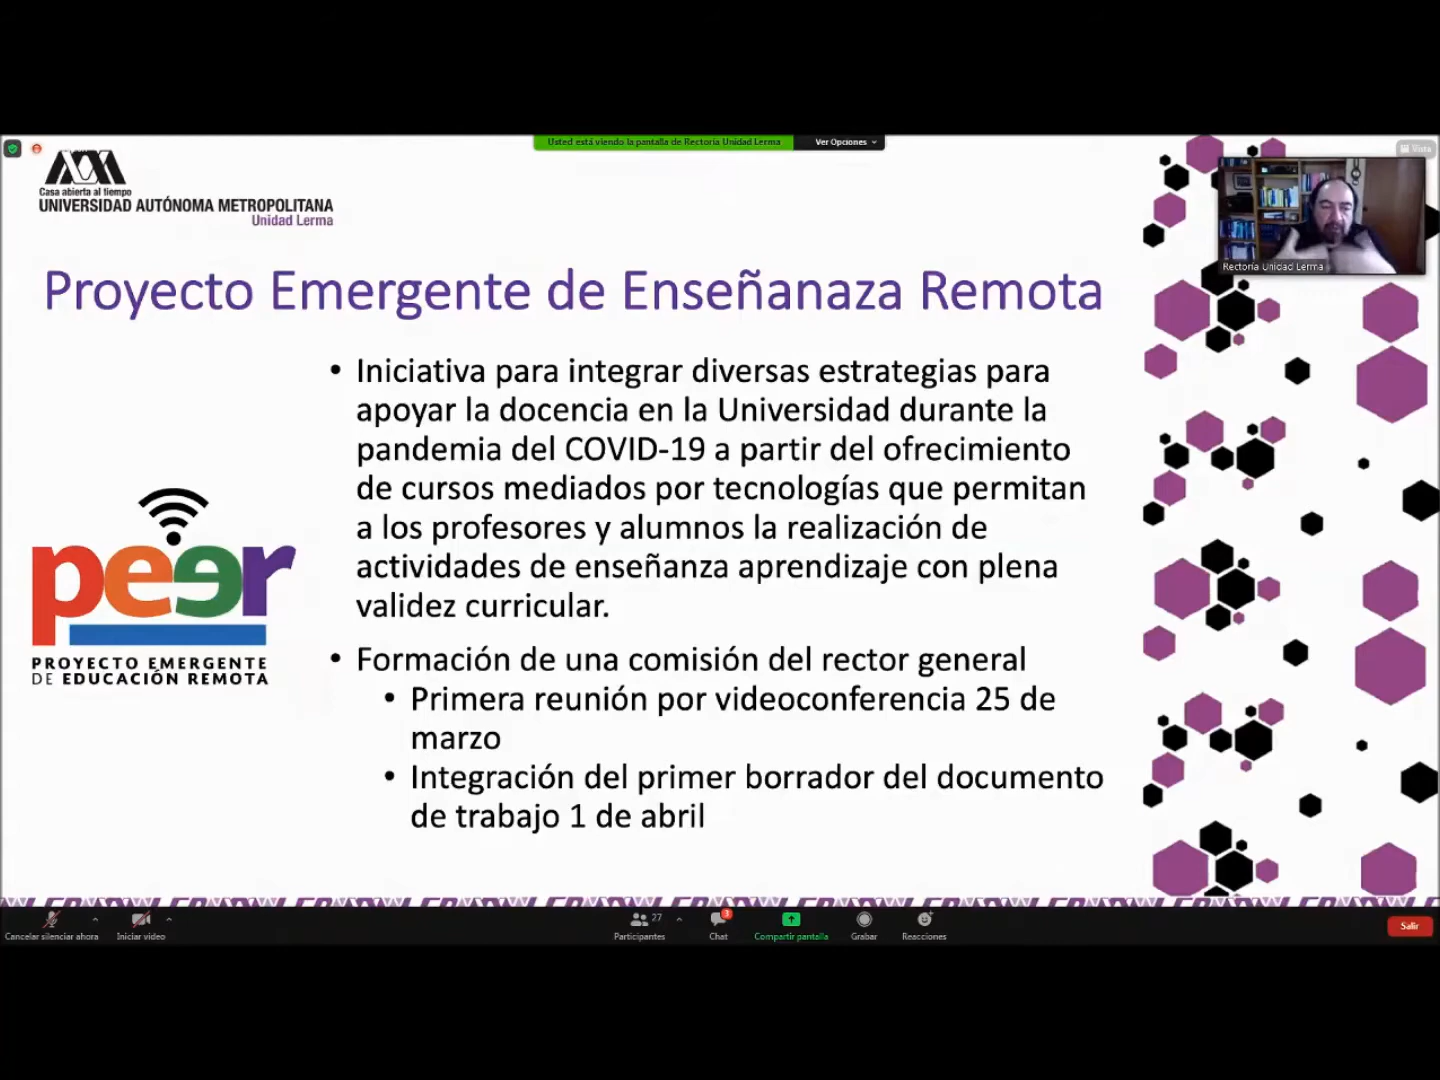 Usted está viendo la pantalla de Rectoría Unidad Lerma
Ver Opciones
Vista
Casa abierta al tiempo
UNIVERSIDAD AUTÓNOMA METROPOLITANA
Unidad Lerma
Rectoría Unidad Lerma
Proyecto Emergente de Enseñanaza Remota
• Iniciativa para integrar diversas estrategias para
apoyar la docencia en la Universidad durante la
pandemia del COVID-19 a partir del ofrecimiento
de cursos mediados por tecnologías que permitan
a los profesores y alumnos la realización de
actividades de enseñanza aprendizaje con plena
validez curricular.
• Formación de una comisión del rector general
• Primera reunión por videoconferencia 25 de
marzo
• Integración del primer borrador del documento
de trabajo 1 de abril
peer
PROYECTO EMERGENTE
DE EDUCACIÓN REMOTA
Cancelar silenciar ahora
Iniciar video
27
Participantes
3
Chat
Compartir pantalla
Grabar
Reacciones
Salir